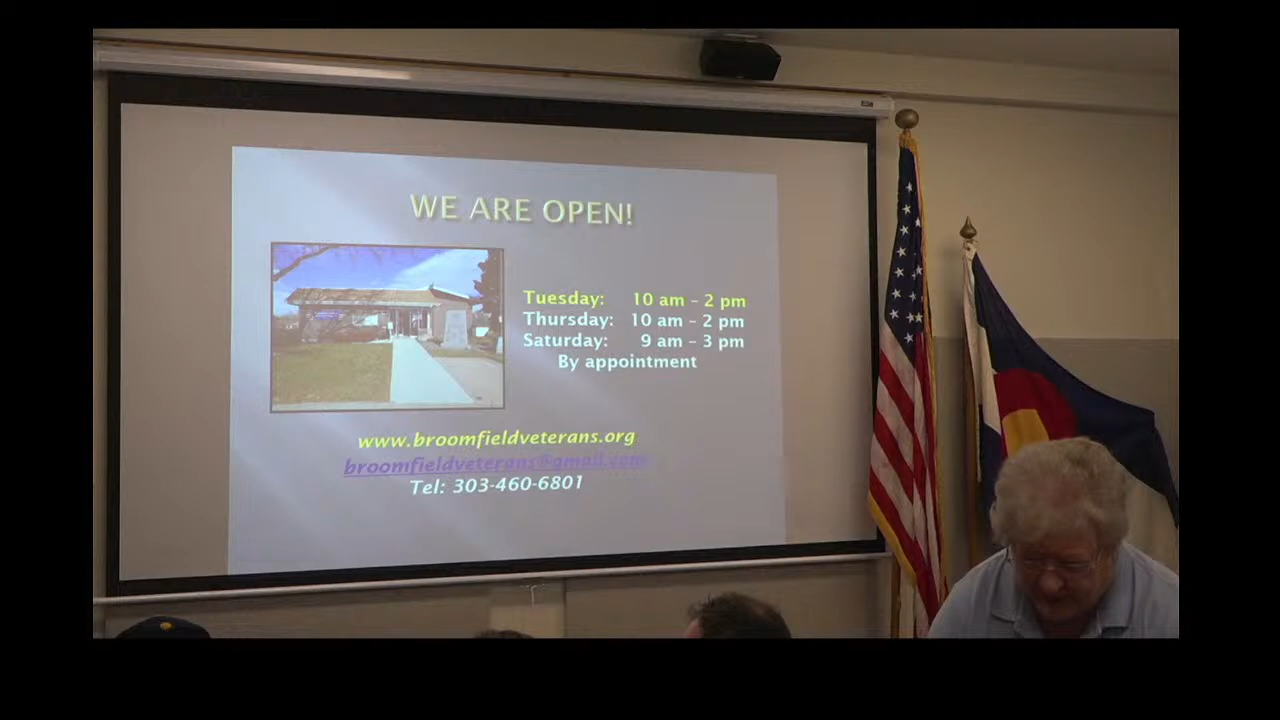 WE ARE OPEN!
Tuesday: 10 am – 2 pm
Thursday: 10 am – 2 pm
Saturday: 9 am – 3 pm
By appointment
www.broomfieldveterans.org
broomfieldveterans@gmail.com
Tel: 303-460-6801